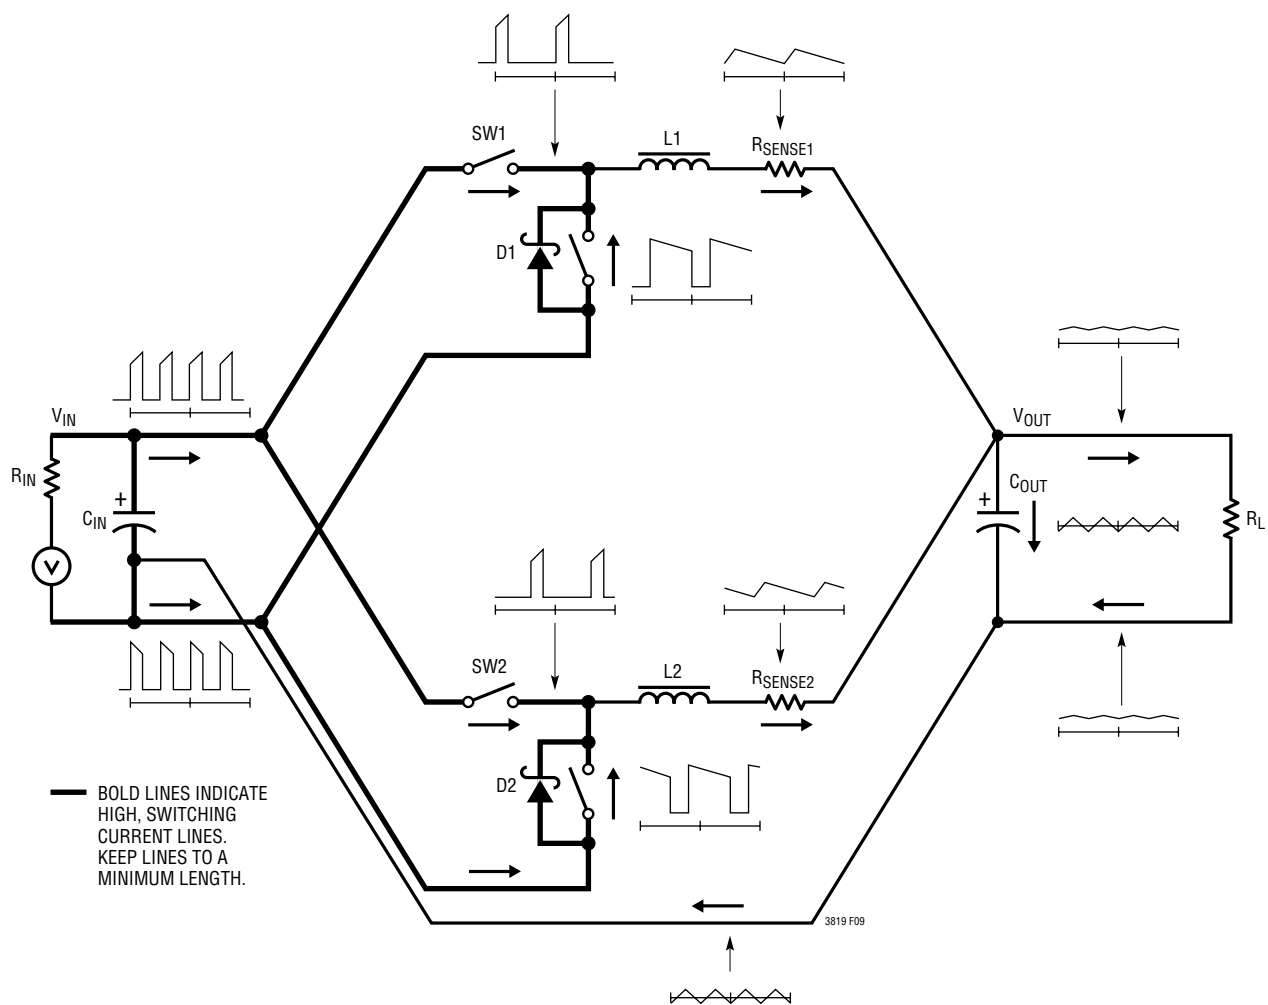 SW1
L1
RSENSE1
D1
VIN
VOUT
RIN
+
CIN
+
COUT
RL
SW2
L2
RSENSE2
D2
BOLD LINES INDICATE
HIGH, SWITCHING
CURRENT LINES.
KEEP LINES TO A
MINIMUM LENGTH.
3819 F09